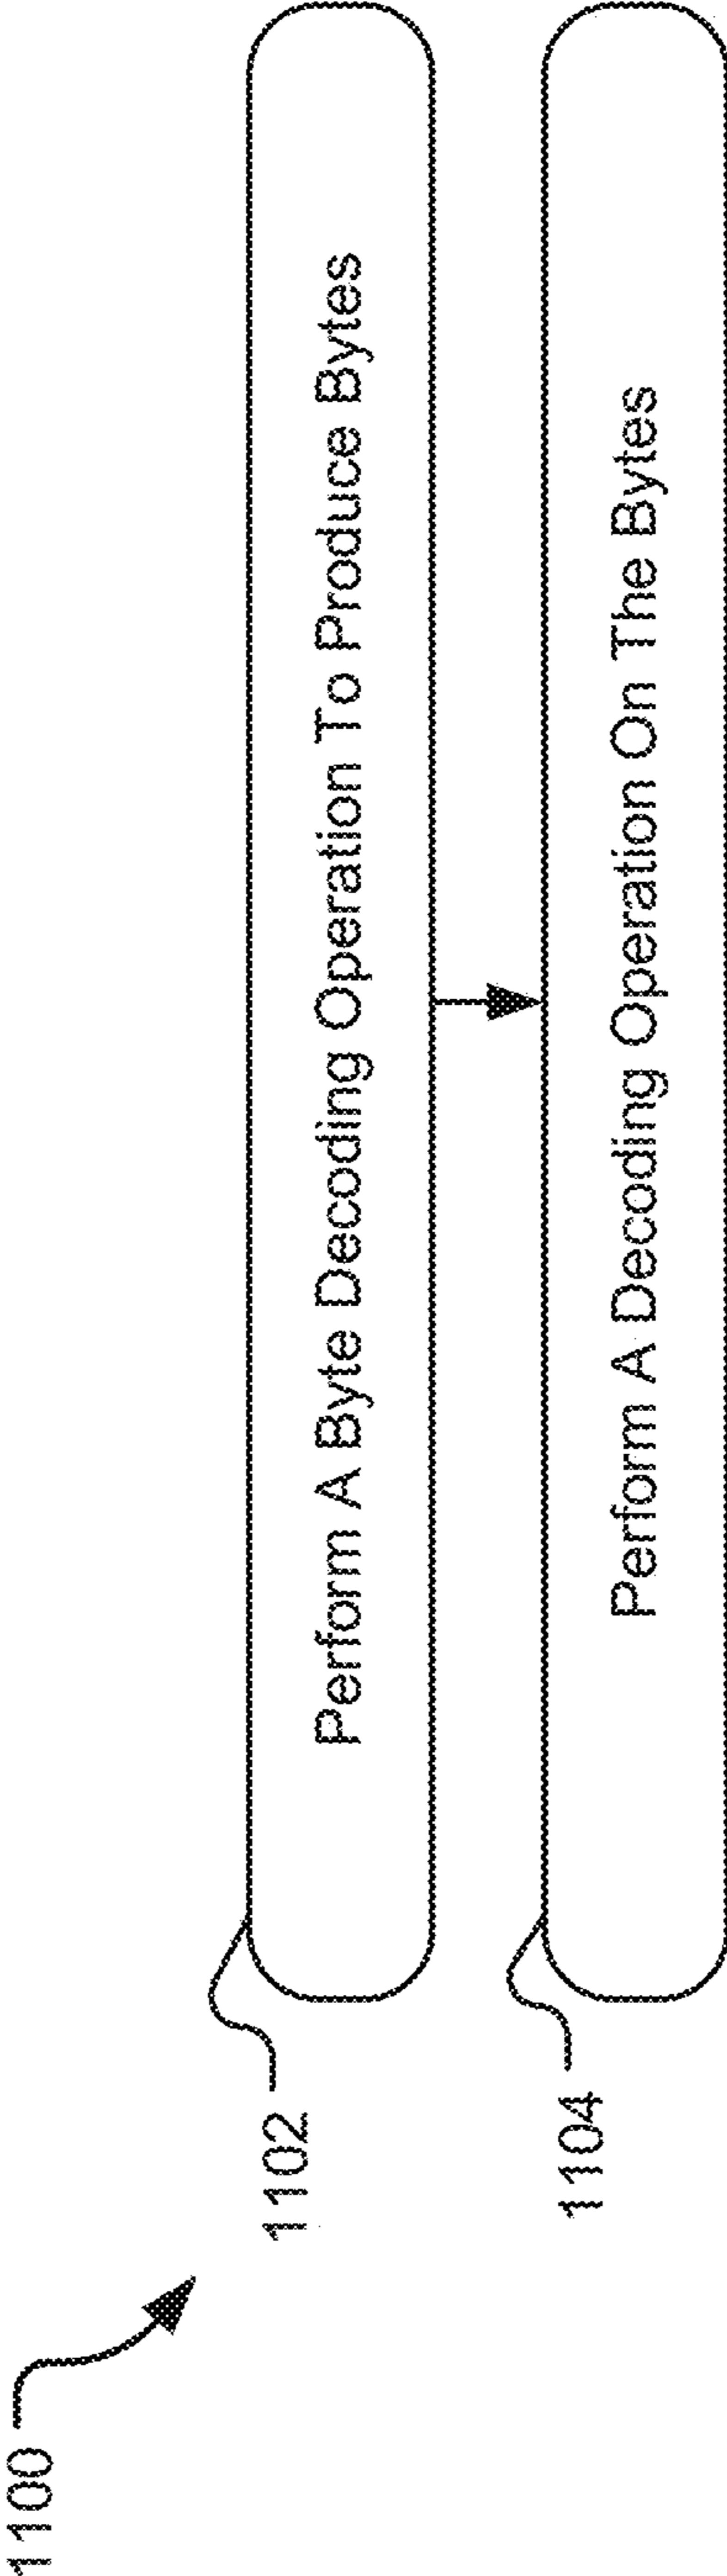 1100
1102
Perform A Byte Decoding Operation To Produce Bytes
1104
Perform A Decoding Operation On The Bytes